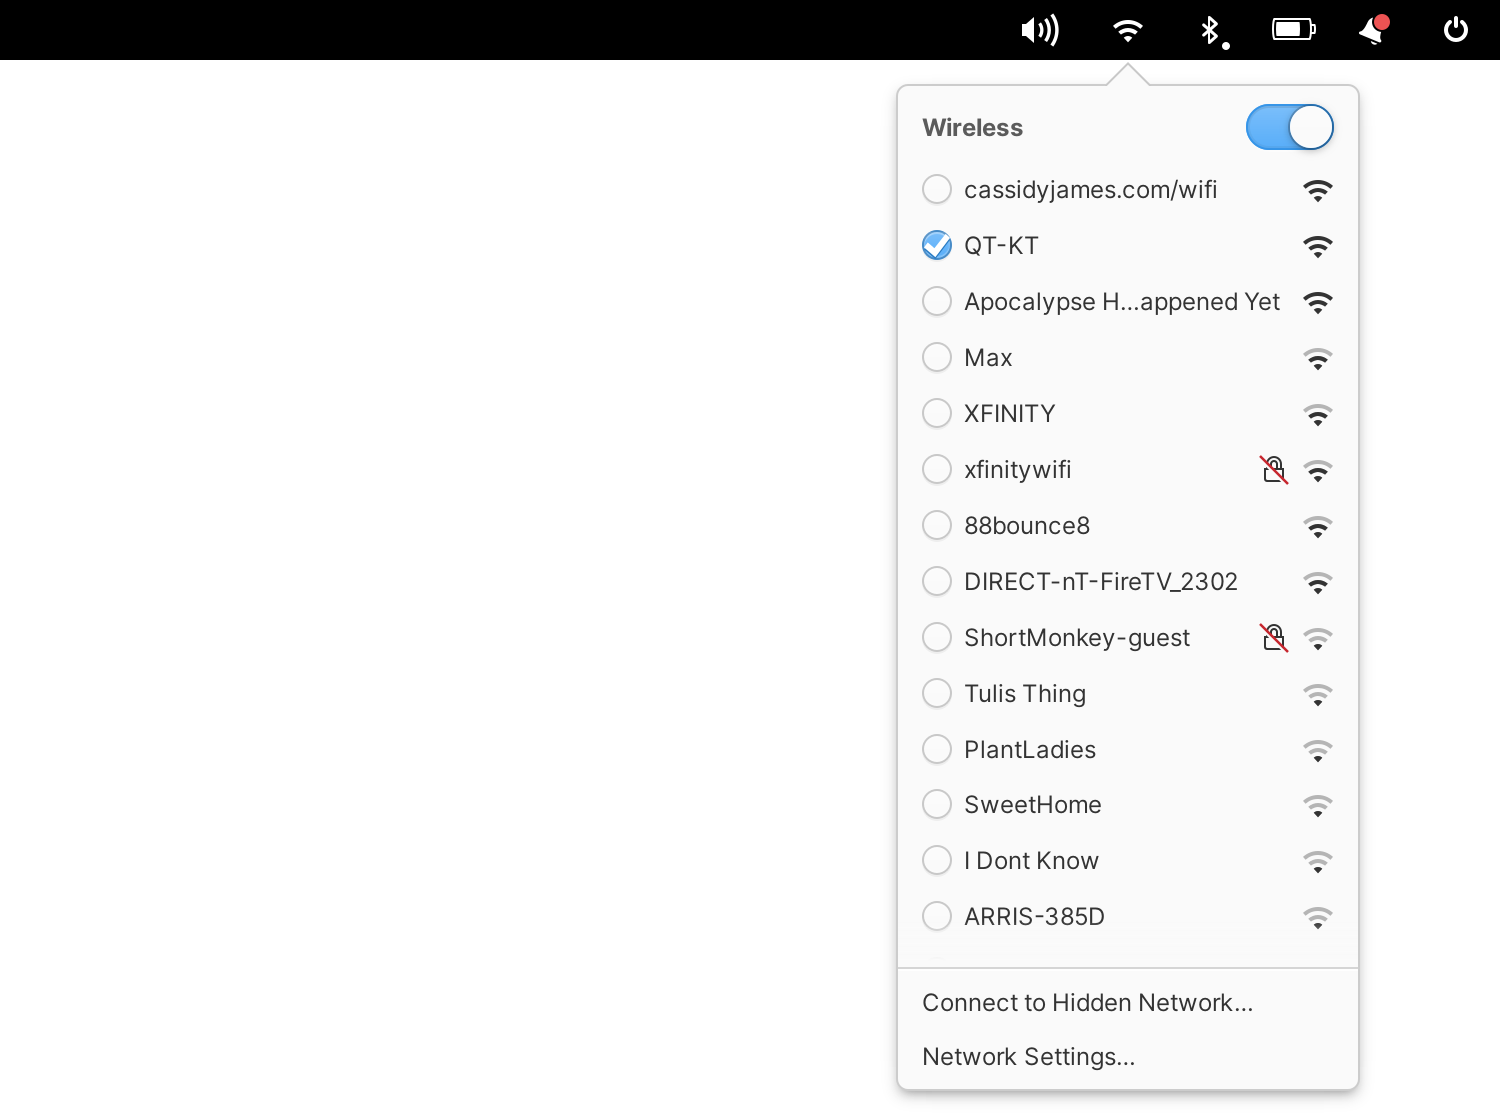 Wireless
cassidyjames.com/wifi
QT-KT
Apocalypse H...appened Yet
Max
XFINITY
xfinitywifi
88bounce8
DIRECT-nT-FireTV_2302
ShortMonkey-guest
Tulis Thing
PlantLadies
SweetHome
I Dont Know
ARRIS-385D
Connect to Hidden Network...
Network Settings...